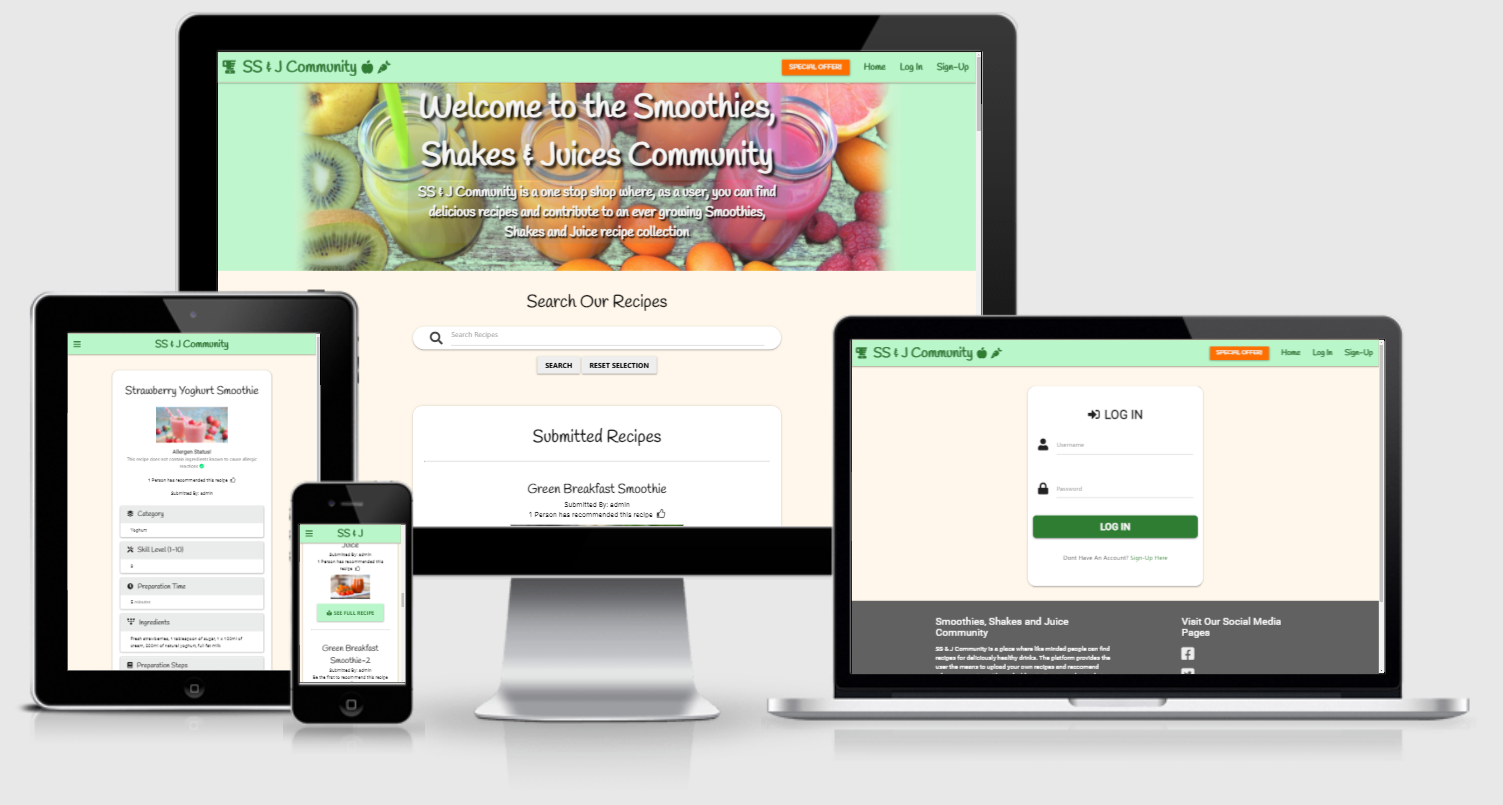 SS & J Community
SPECIAL OFFER!
Home
Log In
Sign-Up
Welcome to the Smoothies,
Shakes & Juices Community
SS & J Community is a one stop shop where, as a user, you can find
delicious recipes and contribute to an ever growing Smoothies,
Shakes and Juice recipe collection
Search Our Recipes
Search Recipes
SEARCH
RESET SELECTION
Submitted Recipes
Green Breakfast Smoothie
Submitted By: admin
1 Person has recommended this recipe
SS & J Community
Strawberry Yoghurt Smoothie
Allergen Status!
This recipe does not contain ingredients known to cause allergic
reactions
1 Person has recommended this recipe
Submitted By: admin
Category
Yoghurt
Skill Level (1-10)
Preparation Time
Ingredients
Fresh strawberries, 1 tablespoon of sugar, 1 x 100ml of
cream, 200ml of natural yoghurt, full fat milk
Preparation Steps
SS & J
JUICE
Submitted By: admin
1 Person has recommended this
recipe
SEE FULL RECIPE
Green Breakfast
Smoothie-2
Submitted By: admin
Be the first to recommend this recipe
SS & J Community
SPECIAL OFFER!
Home
Log In
Sign-Up
LOG IN
Username
Password
LOG IN
Dont Have An Account? Sign-Up Here
Smoothies, Shakes and Juice
Community
SS & J Community is a place where like minded people can find
recipes for deliciously healthy drinks. The platform provides the
user the means to upload your own recipes and reccomend
Visit Our Social Media
Pages